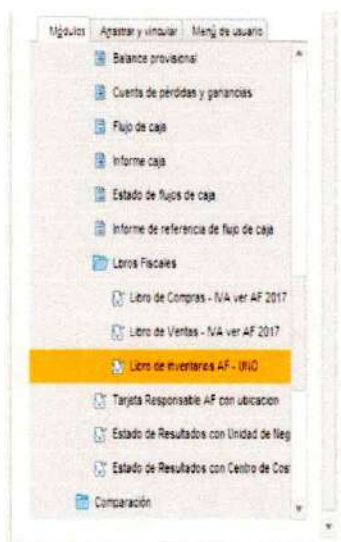 Módulos Arrastrar y vincular Menú de usuario
Balance provisional
Cuenta de pérdidas y ganancias
Flujo de caja
Informe caja
Estado de flujos de caja
Informe de referencia de flujo de caja
Libros Fiscales
Libro de Compras - IVA ver AF 2017
Libro de Ventas - IVA ver AF 2017
Libro de Inventarios AF - UNO
Tarjeta Responsable AF con ubicacion
Estado de Resultados con Unidad de Neg
Estado de Resultados con Centro de Cos
Comparación